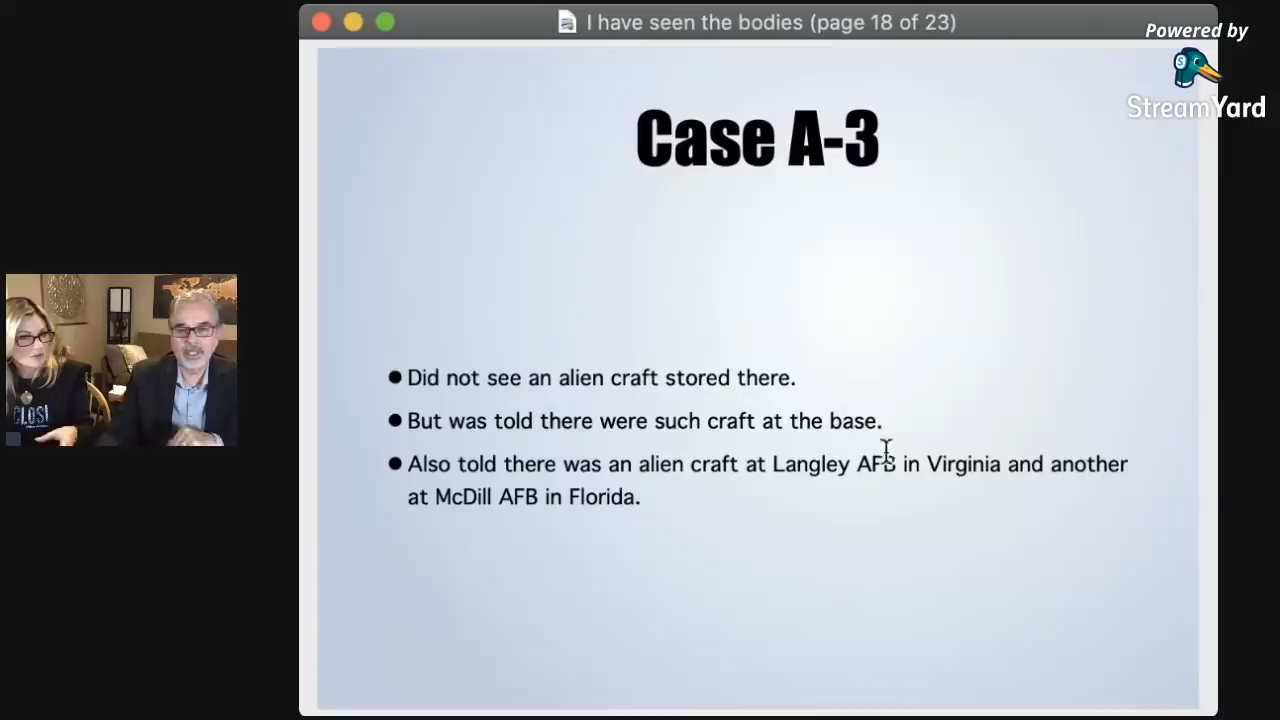 I have seen the bodies (page 18 of 23)
Powered by
S
StreamYard
Case A-3
● Did not see an alien craft stored there.
● But was told there were such craft at the base.
● Also told there was an alien craft at Langley AFB in Virginia and another
at McDill AFB in Florida.
CLOSE